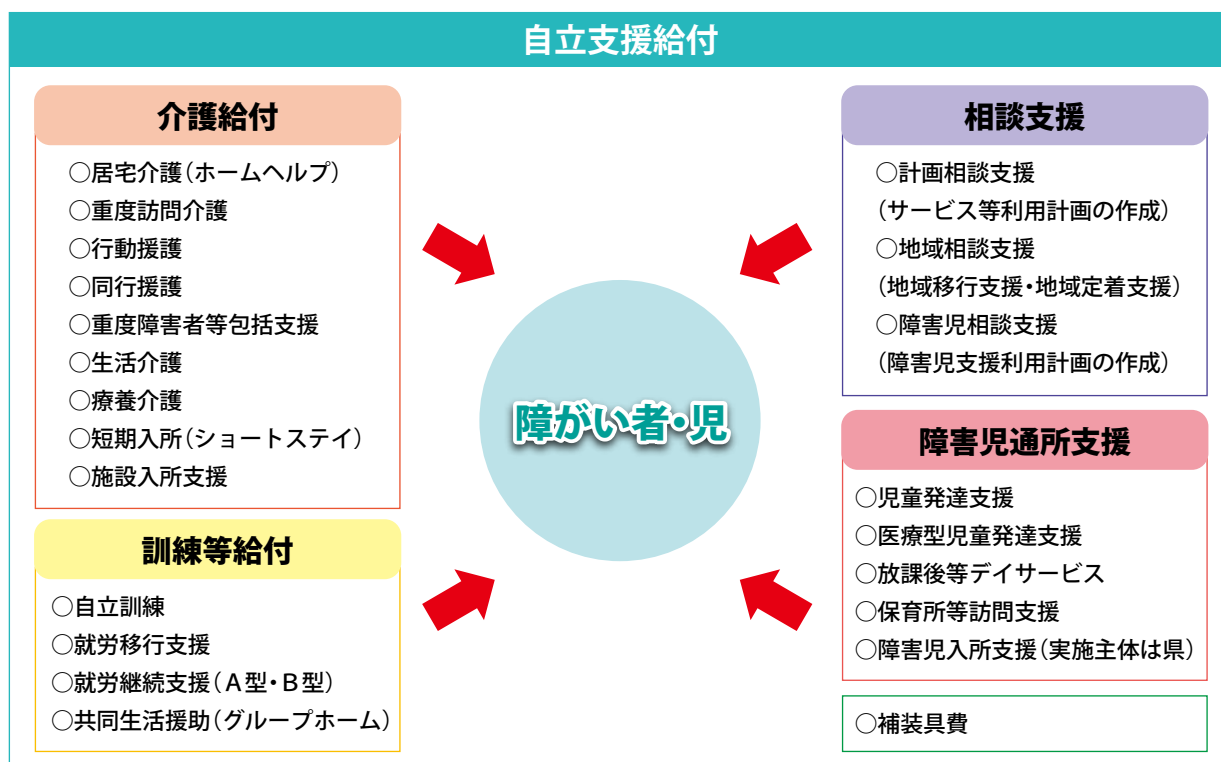 自立支援給付
介護給付
○居宅介護(ホームヘルプ)
○重度訪問介護
○行動援護
○同行援護
○重度障害者等包括支援
○生活介護
○療養介護
○短期入所(ショートステイ)
○施設入所支援
訓練等給付
○自立訓練
○就労移行支援
○就労継続支援(A型・B型)
○共同生活援助(グループホーム)
障がい者・児
相談支援
○計画相談支援
(サービス等利用計画の作成)
○地域相談支援
(地域移行支援・地域定着支援)
○障害児相談支援
(障害児支援利用計画の作成)
障害児通所支援
○児童発達支援
○医療型児童発達支援
○放課後等デイサービス
○保育所等訪問支援
○障害児入所支援(実施主体は県)
○補装具費